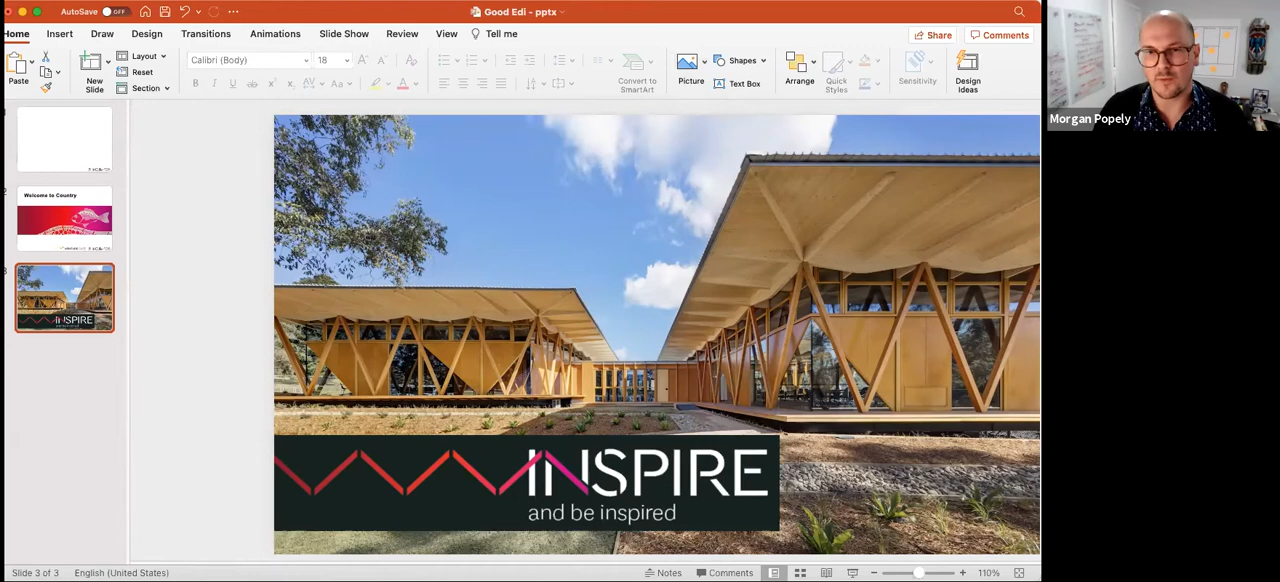 AutoSave OFF
Good Edi - pptx
Home Insert Draw Design Transitions Animations Slide Show Review View Tell me
Share Comments
Paste
New Slide
Layout
Reset
Section
Calibri (Body) 18
Convert to SmartArt
Picture
Shapes
Text Box
Arrange
Quick Styles
Sensitivity
Design Ideas
Morgan Popely
Welcome to Country
3
INSPIRE
INSPIRE
and be inspired
Slide 3 of 3 English (United States) Notes Comments 110%